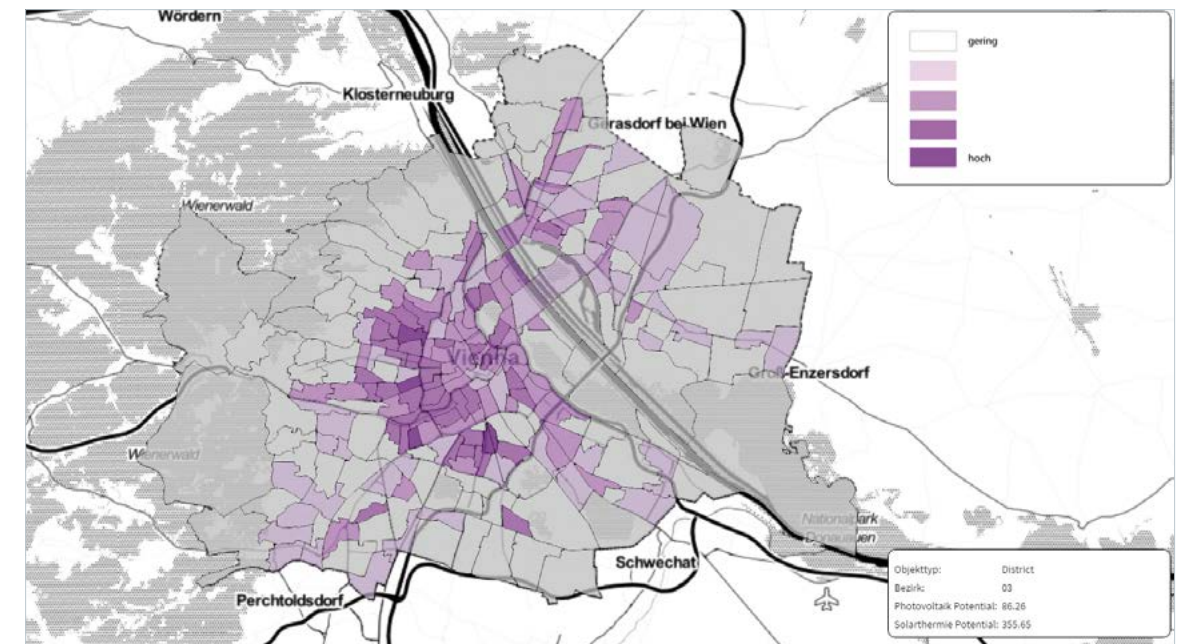 Wördern
gering
Klosterneuburg
Gerasdorf bei Wien
hoch
Wienerwald
Vienna
Groß-Enzersdorf
Wienerwald
Nationalpark
Donauauen
Schwechat
Perchtoldsdorf
Objekttyp: District
Bezirk: 03
Photovoltaik Potential: 86.26
Solarthermie Potential: 355.65